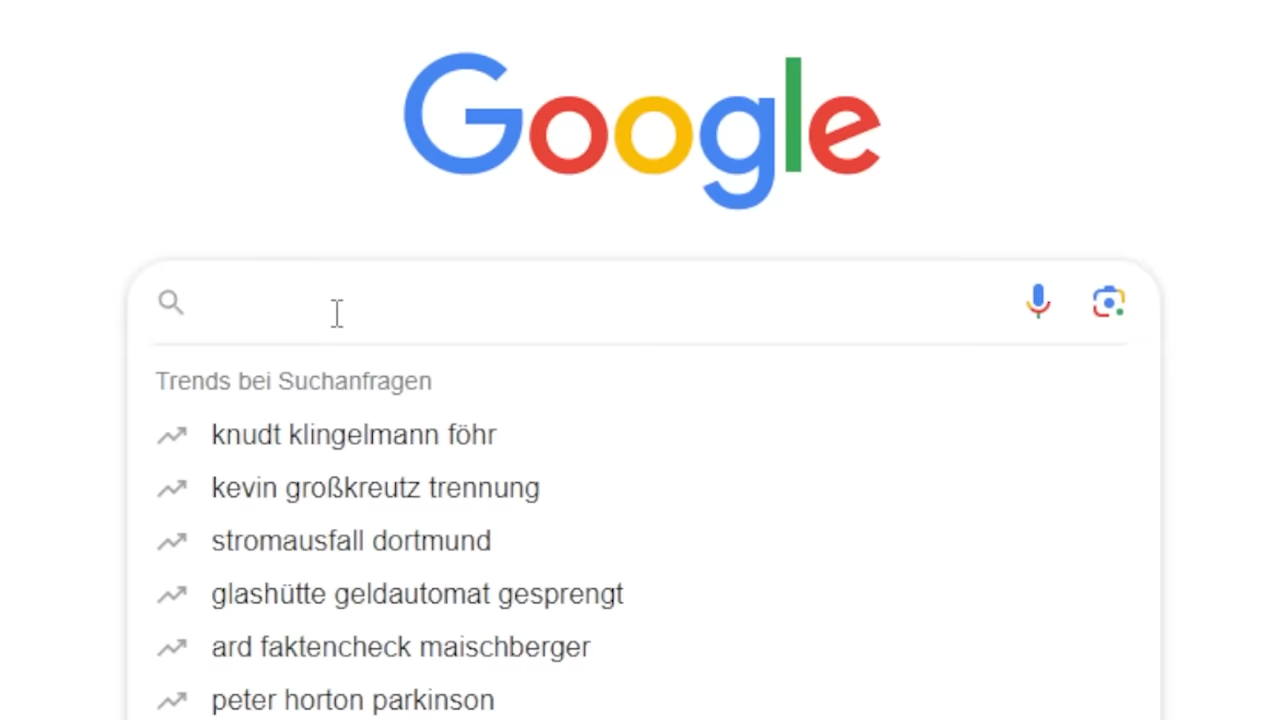 Google
Trends bei Suchanfragen
knudt klingelmann föhr
kevin großkreutz trennung
stromausfall dortmund
glashütte geldautomat gesprengt
ard faktencheck maischberger
peter horton parkinson